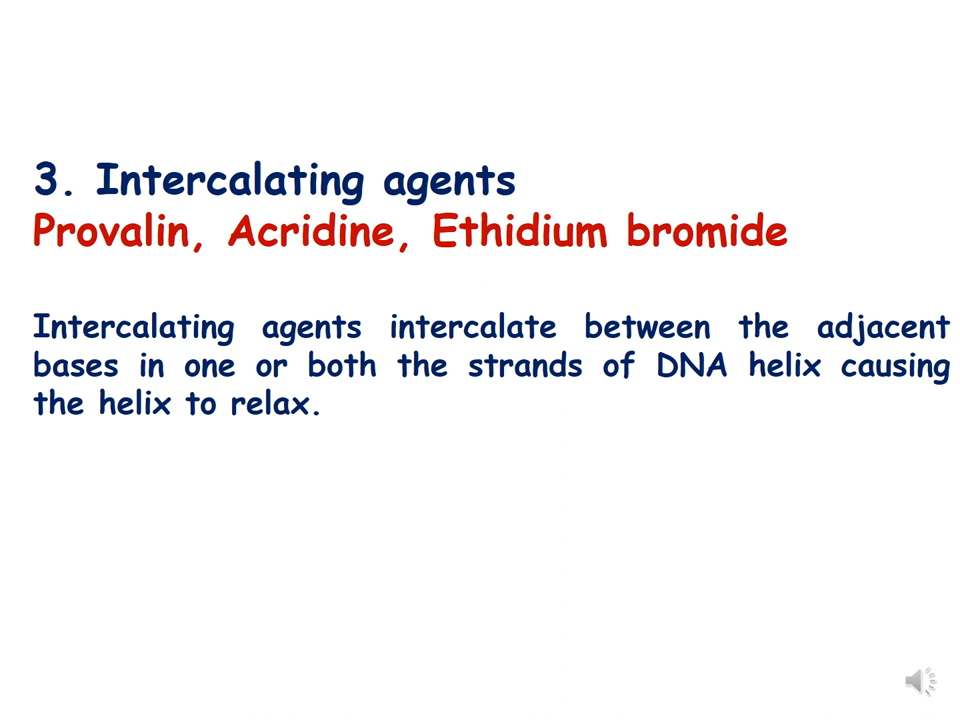 3. Intercalating agents
Provalin, Acridine, Ethidium bromide
Intercalating agents intercalate between the adjacent
bases in one or both the strands of DNA helix causing
the helix to relax.